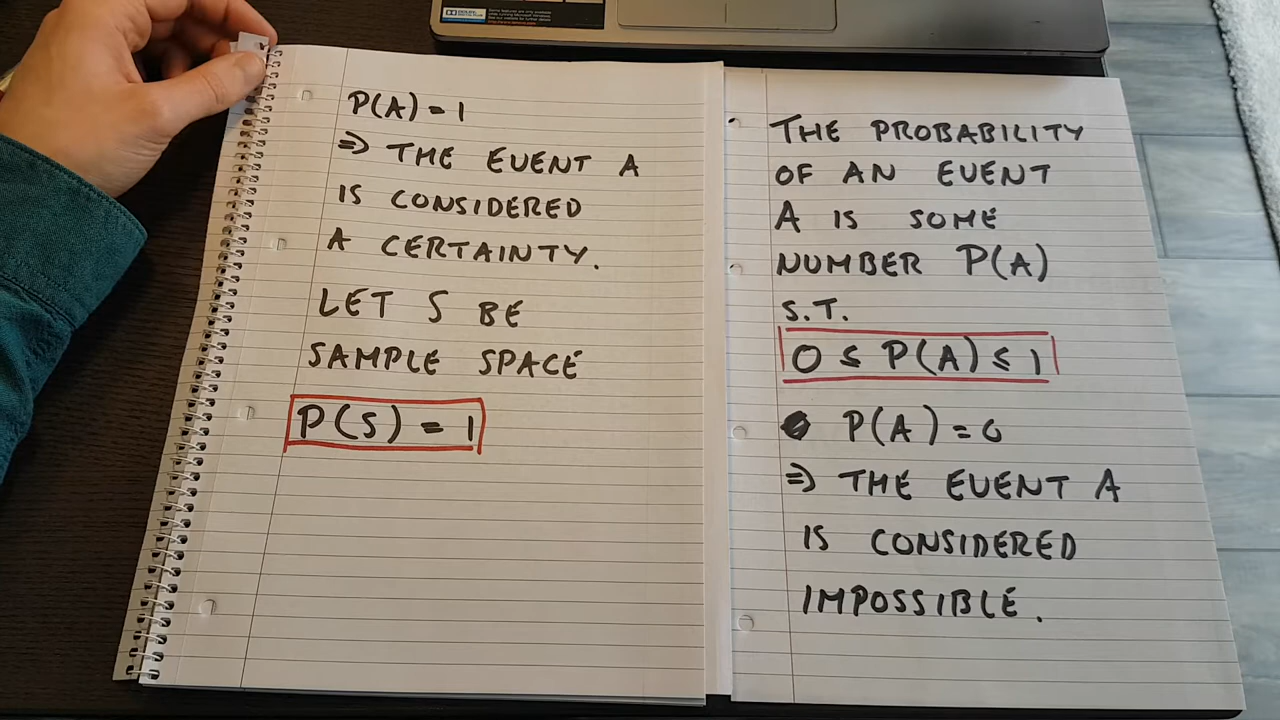 P(A) = 1
⇒ THE EVENT A
IS CONSIDERED
A CERTAINTY.
LET S BE
SAMPLE SPACE
P(S) = 1
THE PROBABILITY
OF AN EVENT
A IS SOME
NUMBER P(A)
S.T.
0 ≤ P(A) ≤ 1
P(A) = 0
⇒ THE EVENT A
IS CONSIDERED
IMPOSSIBLE.